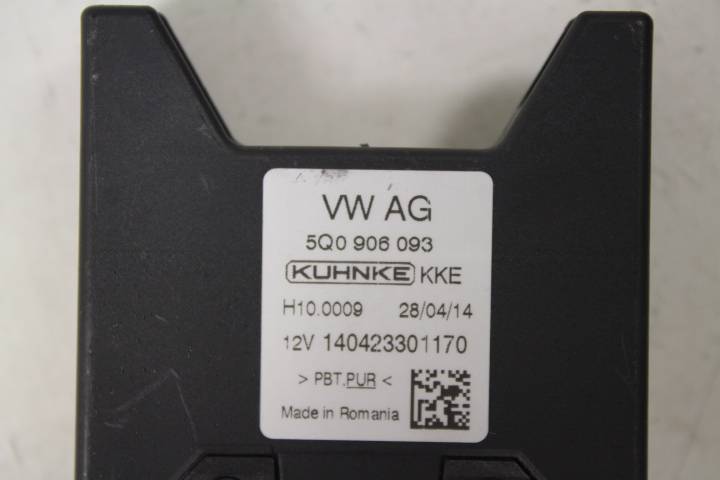 VW AG
5Q0 906 093
KUHNKE KKE
H10.0009 28/04/14
12V 140423301170
> PBT.PUR <
Made in Romania